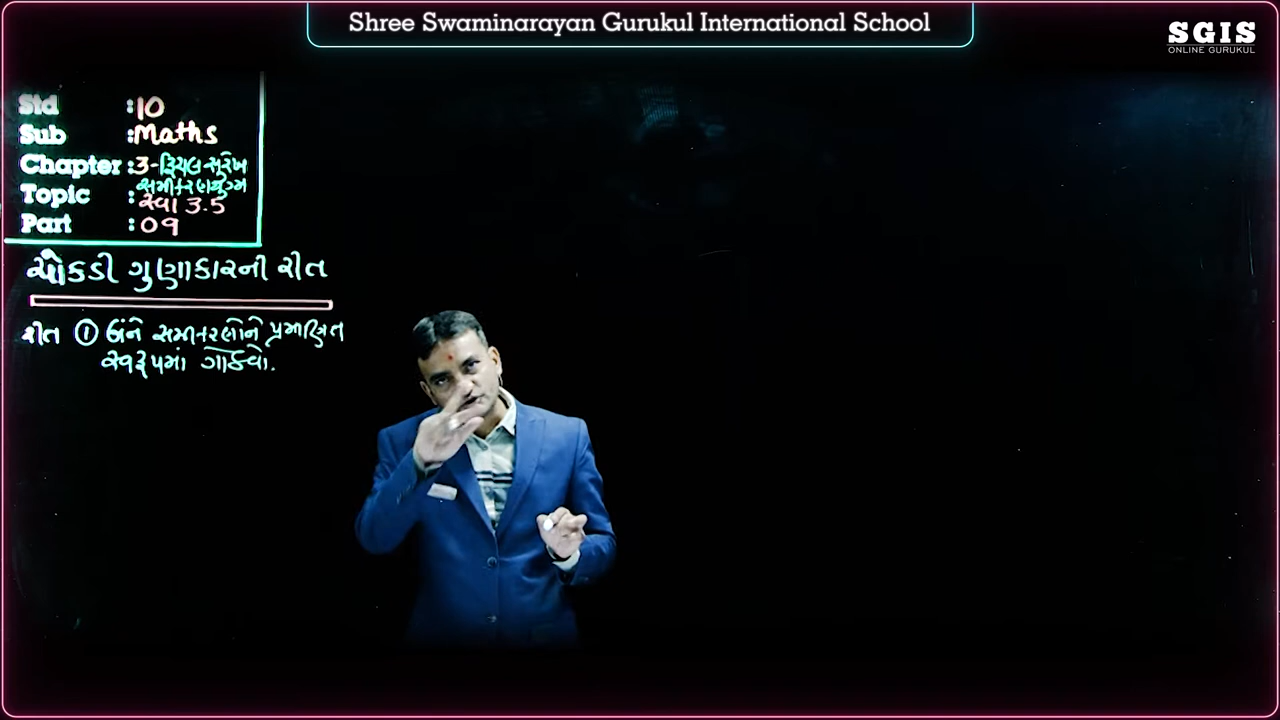 Shree Swaminarayan Gurukul International School
SGIS
ONLINE GURUKUL
Std :10
Sub :Maths
Chapter :3-દ્વિચલ સુરેખ
સમીકરણયુગ્મ
Topic : સ્વા 3.5
Part :09
ચોકડી ગુણાકારની રીત
રીત ① બંને સમીકરણોને પ્રમાણિત
સ્વરૂપમાં ગોઠવો.